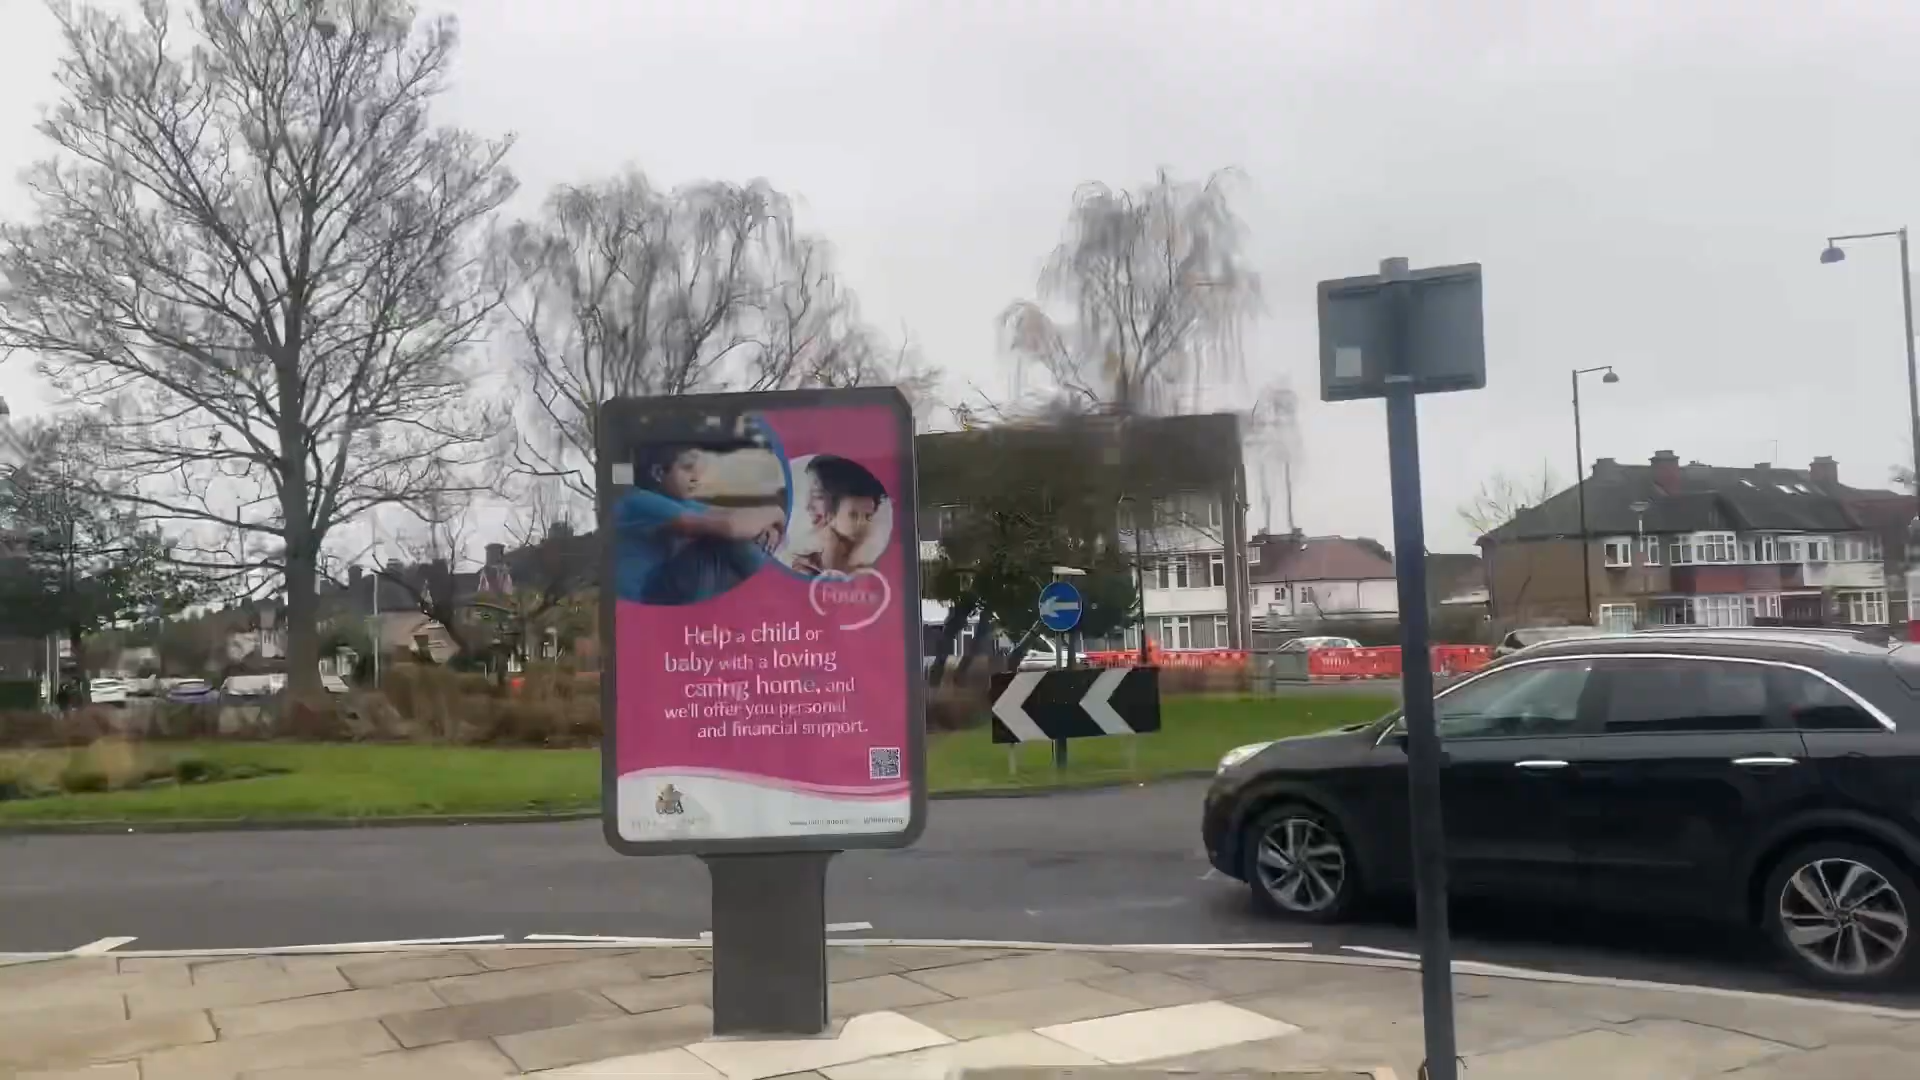 Help a child or
baby with a loving
caring home, and
we'll offer you personal
and financial support.